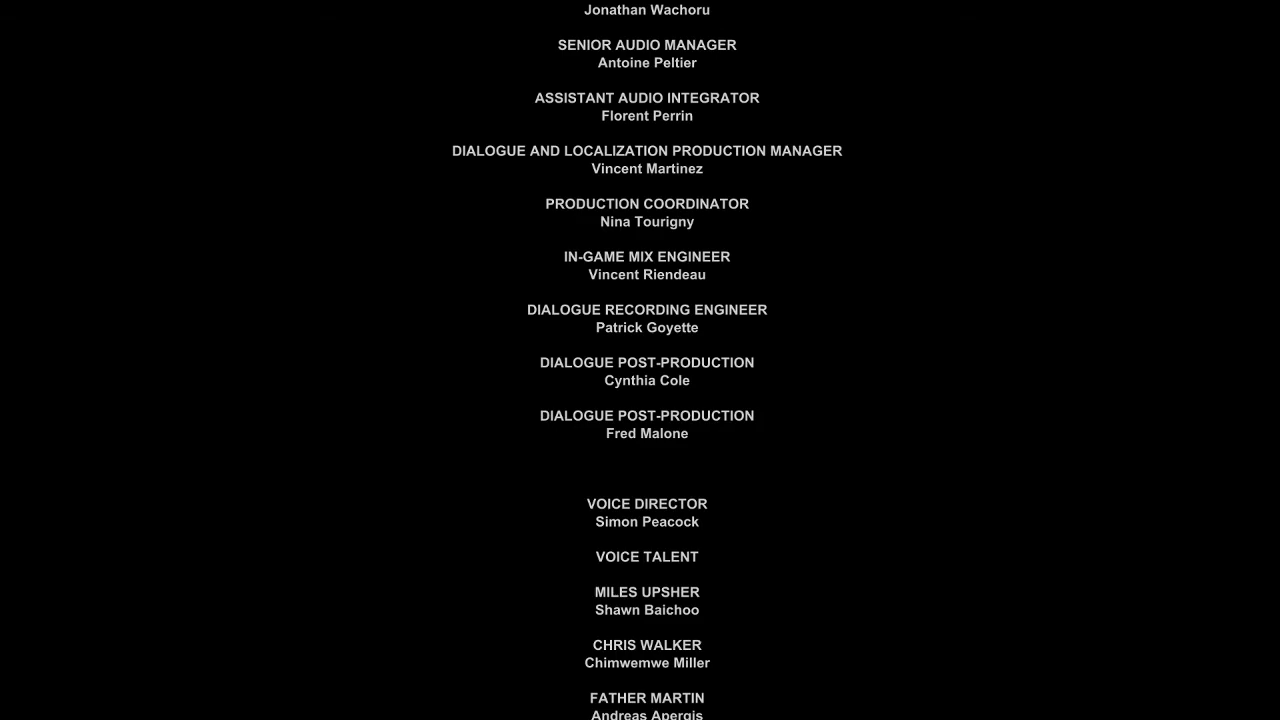 Jonathan Wachoru
SENIOR AUDIO MANAGER
Antoine Peltier
ASSISTANT AUDIO INTEGRATOR
Florent Perrin
DIALOGUE AND LOCALIZATION PRODUCTION MANAGER
Vincent Martinez
PRODUCTION COORDINATOR
Nina Tourigny
IN-GAME MIX ENGINEER
Vincent Riendeau
DIALOGUE RECORDING ENGINEER
Patrick Goyette
DIALOGUE POST-PRODUCTION
Cynthia Cole
DIALOGUE POST-PRODUCTION
Fred Malone
VOICE DIRECTOR
Simon Peacock
VOICE TALENT
MILES UPSHER
Shawn Baichoo
CHRIS WALKER
Chimwemwe Miller
FATHER MARTIN
Andreas Apergis